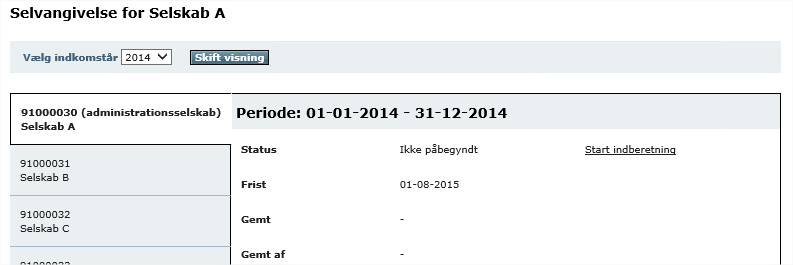 Selvangivelse for Selskab A
Vælg indkomstår 2014 Skift visning
91000030 (administrationsselskab)
Selskab A
91000031
Selskab B
91000032
Selskab C
Periode: 01-01-2014 - 31-12-2014
Status Ikke påbegyndt Start indberetning
Frist 01-08-2015
Gemt -
Gemt af -